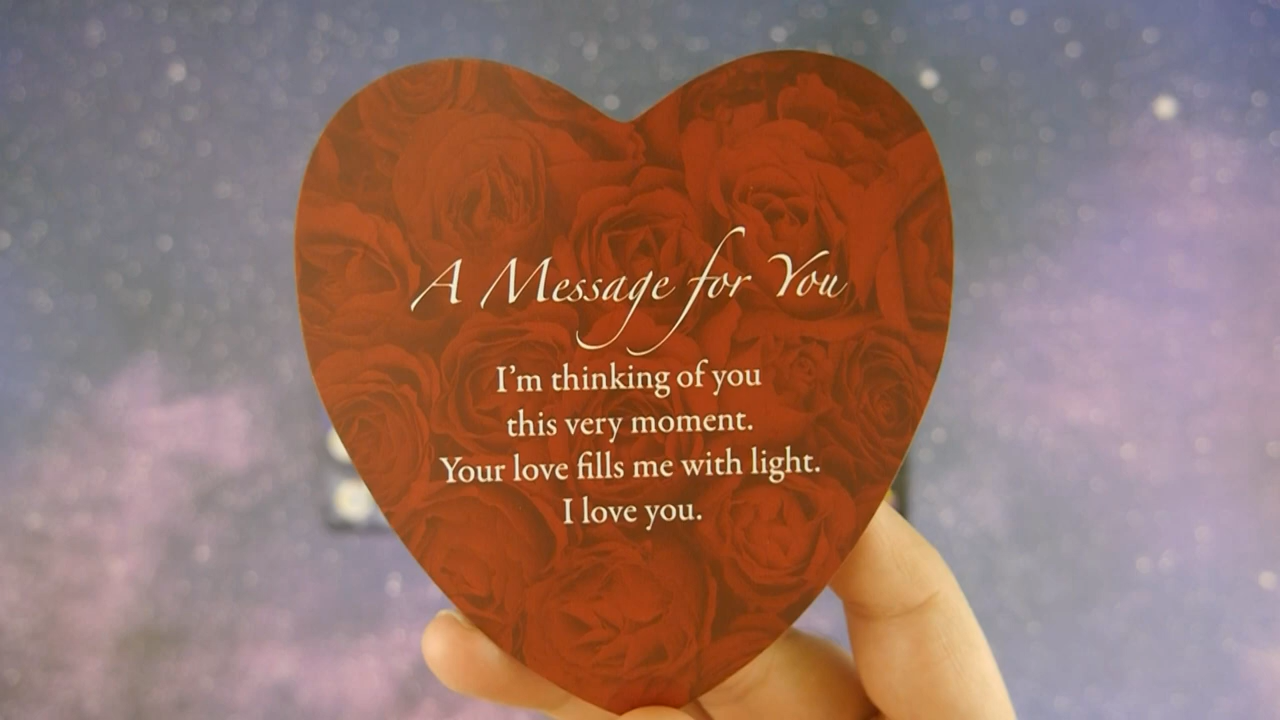 A Message for You
I'm thinking of you
this very moment.
Your love fills me with light.
I love you.